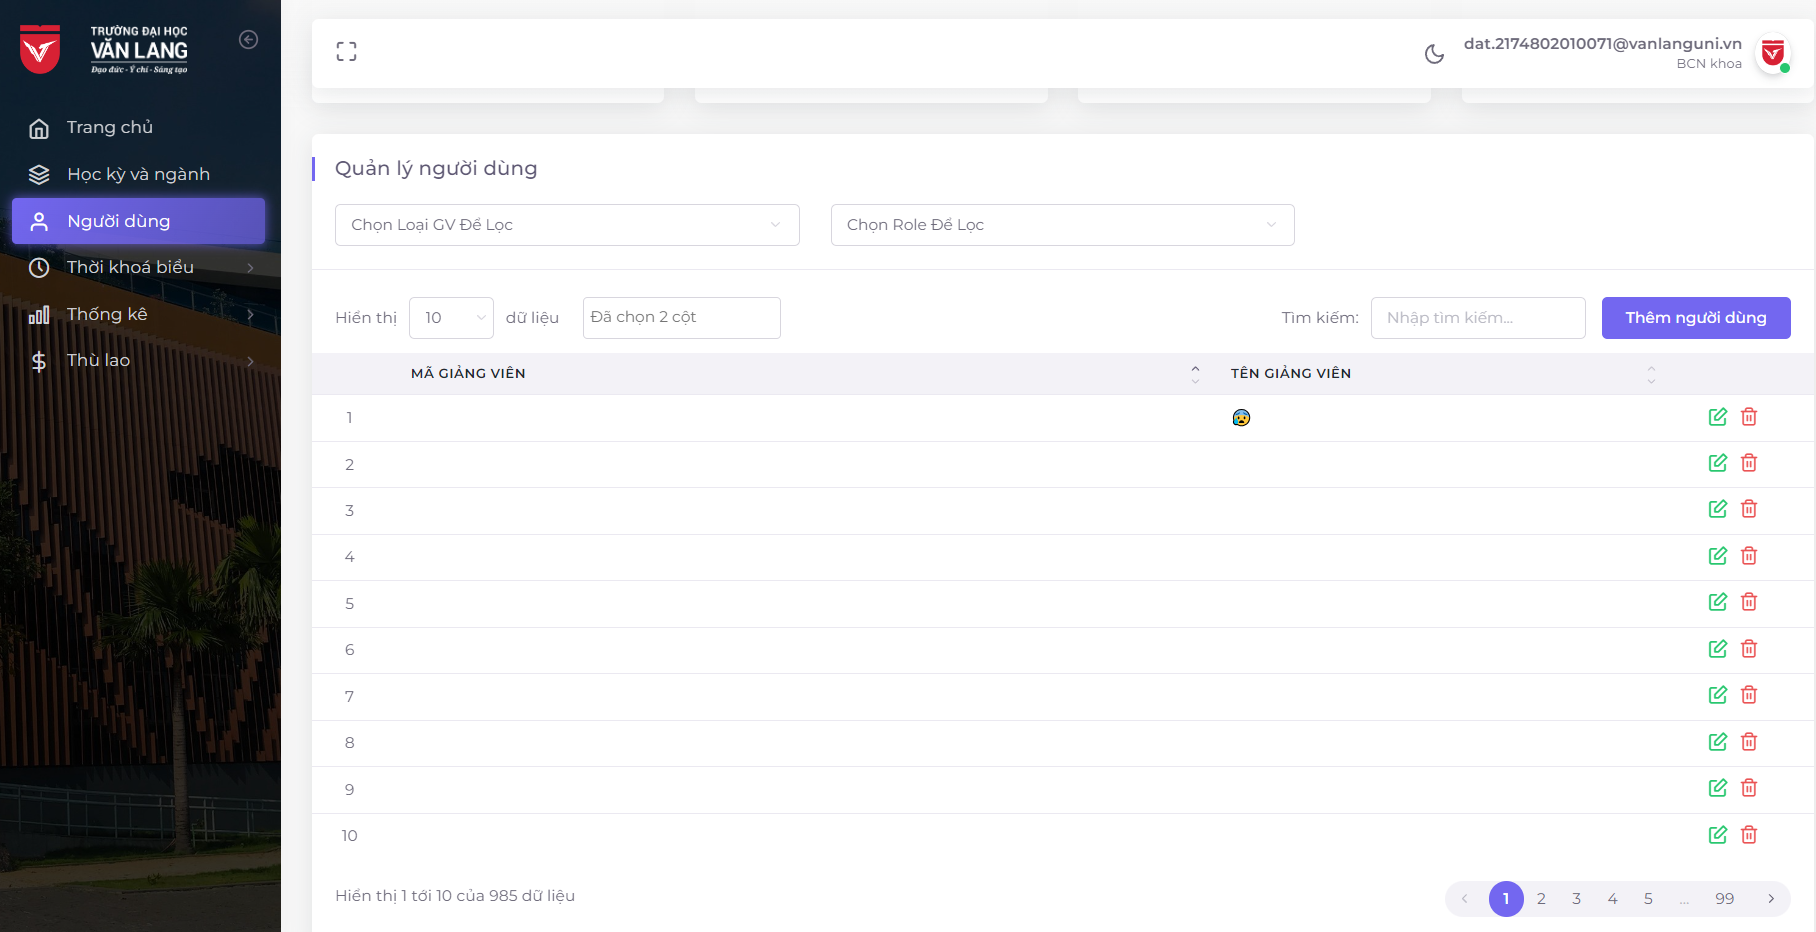 TRƯỜNG ĐẠI HỌC
VĂN LANG
Đạo đức - Ý chí - Sáng tạo
Trang chủ
Học kỳ và ngành
Người dùng
Thời khoá biểu
Thống kê
Thù lao
dat.2174802010071@vanlanguni.vn
BCN khoa
Quản lý người dùng
Chọn Loại GV Để Lọc
Chọn Role Để Lọc
Hiển thị 10 dữ liệu
Đã chọn 2 cột
Tìm kiếm: Nhập tìm kiếm...
Thêm người dùng
MÃ GIẢNG VIÊN TÊN GIẢNG VIÊN
1 😰
2
3
4
5
6
7
8
9
10
Hiển thị 1 tới 10 của 985 dữ liệu
1 2 3 4 5 ... 99